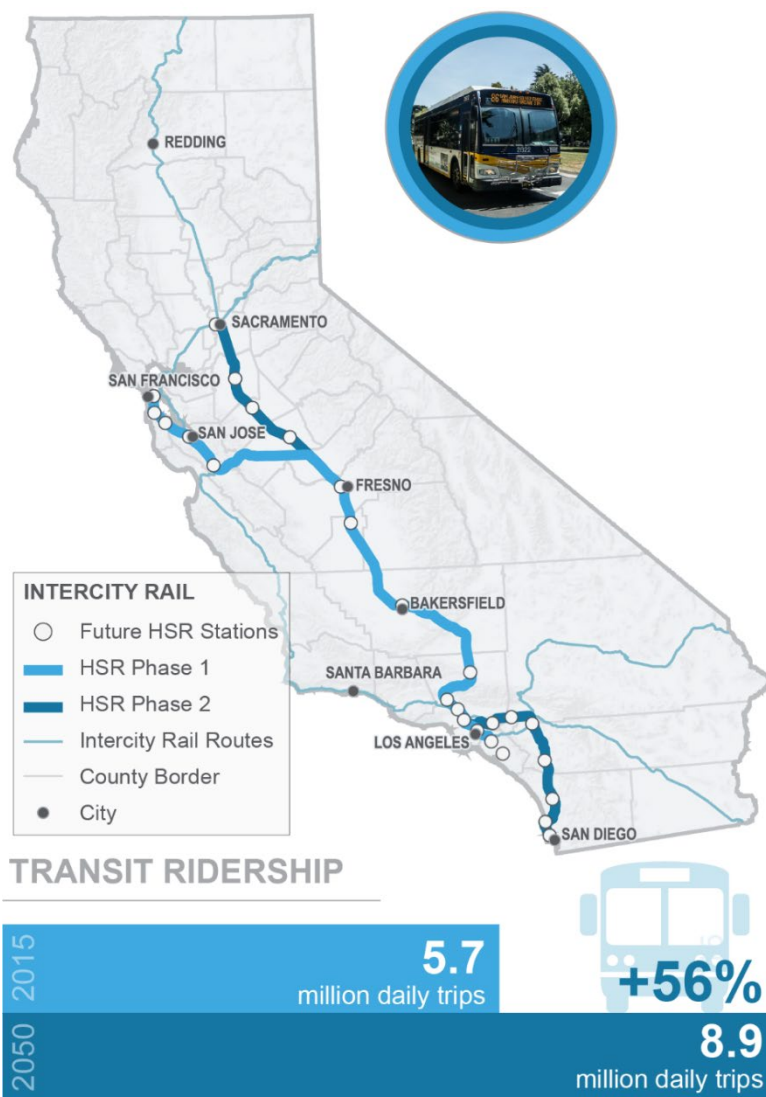 REDDING
SACRAMENTO
SAN FRANCISCO
SAN JOSE
FRESNO
BAKERSFIELD
SANTA BARBARA
LOS ANGELES
SAN DIEGO
INTERCITY RAIL
Future HSR Stations
HSR Phase 1
HSR Phase 2
Intercity Rail Routes
County Border
City
TRANSIT RIDERSHIP
2015
5.7
million daily trips
+56%
2050
8.9
million daily trips